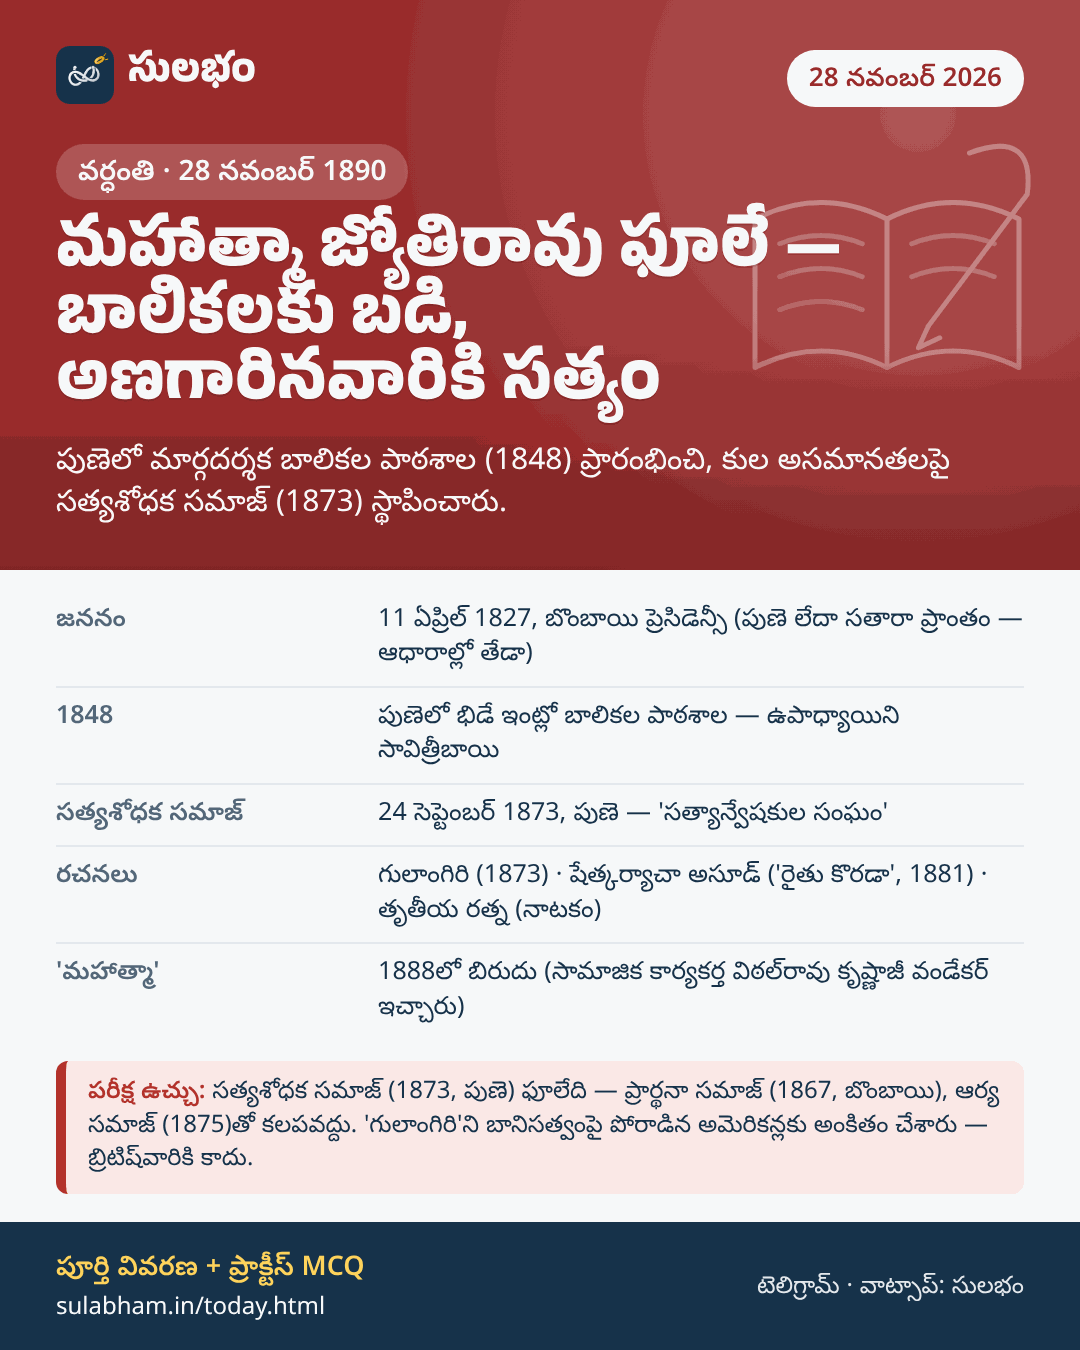 సులభం
28 నవంబర్ 2026
వర్ధంతి · 28 నవంబర్ 1890
మహాత్మా జ్యోతిరావు ఫూలే —
బాలికలకు బడి,
అణగారినవారికి సత్యం
పుణెలో మార్గదర్శక బాలికల పాఠశాల (1848) ప్రారంభించి, కుల అసమానతలపై
సత్యశోధక సమాజ్ (1873) స్థాపించారు.
జననం
11 ఏప్రిల్ 1827, బొంబాయి ప్రెసిడెన్సీ (పుణె లేదా సతారా ప్రాంతం —
ఆధారాల్లో తేడా)
1848
పుణెలో భిడే ఇంట్లో బాలికల పాఠశాల — ఉపాధ్యాయిని
సావిత్రీబాయి
సత్యశోధక సమాజ్
24 సెప్టెంబర్ 1873, పుణె — 'సత్యాన్వేషకుల సంఘం'
రచనలు
గులాంగిరి (1873) · షేత్కర్యాచా అసూడ్ ('రైతు కొరడా', 1881) ·
తృతీయ రత్న (నాటకం)
'మహాత్మా'
1888లో బిరుదు (సామాజిక కార్యకర్త విఠల్‌రావు కృష్ణాజీ వండేకర్
ఇచ్చారు)
పరీక్ష ఉచ్చు: సత్యశోధక సమాజ్ (1873, పుణె) ఫూలేది — ప్రార్థనా సమాజ్ (1867, బొంబాయి), ఆర్య
సమాజ్ (1875)తో కలపవద్దు. 'గులాంగిరి'ని బానిసత్వంపై పోరాడిన అమెరికన్లకు అంకితం చేశారు —
బ్రిటిష్‌వారికి కాదు.
పూర్తి వివరణ + ప్రాక్టీస్ MCQ
sulabham.in/today.html
టెలిగ్రామ్ · వాట్సాప్: సులభం